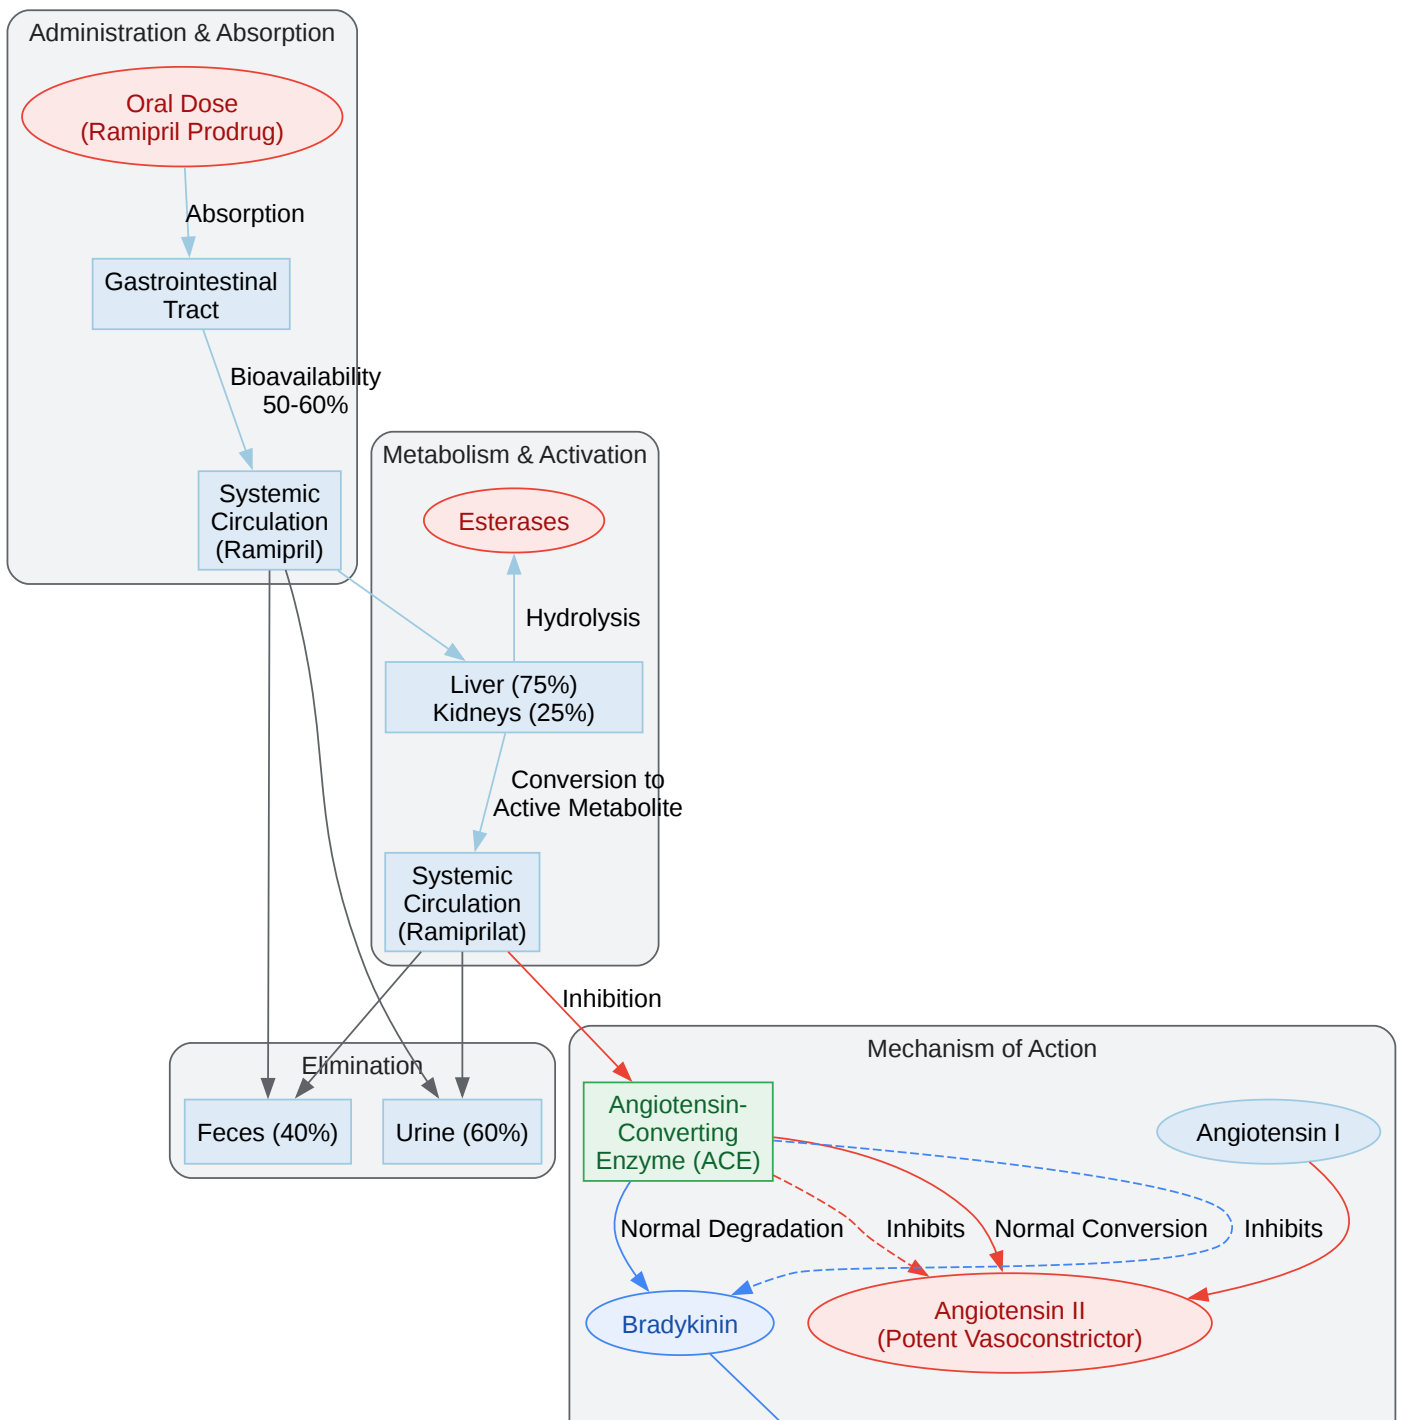 Administration & Absorption
Oral Dose
(Ramipril Prodrug)
Absorption
Gastrointestinal
Tract
Bioavailability
50-60%
Systemic
Circulation
(Ramipril)
Metabolism & Activation
Esterases
Hydrolysis
Liver (75%)
Kidneys (25%)
Conversion to
Active Metabolite
Systemic
Circulation
(Ramiprilat)
Inhibition
Elimination
Feces (40%)
Urine (60%)
Mechanism of Action
Angiotensin-
Converting
Enzyme (ACE)
Angiotensin I
Normal Degradation
Inhibits
Normal Conversion
Inhibits
Bradykinin
Angiotensin II
(Potent Vasoconstrictor)